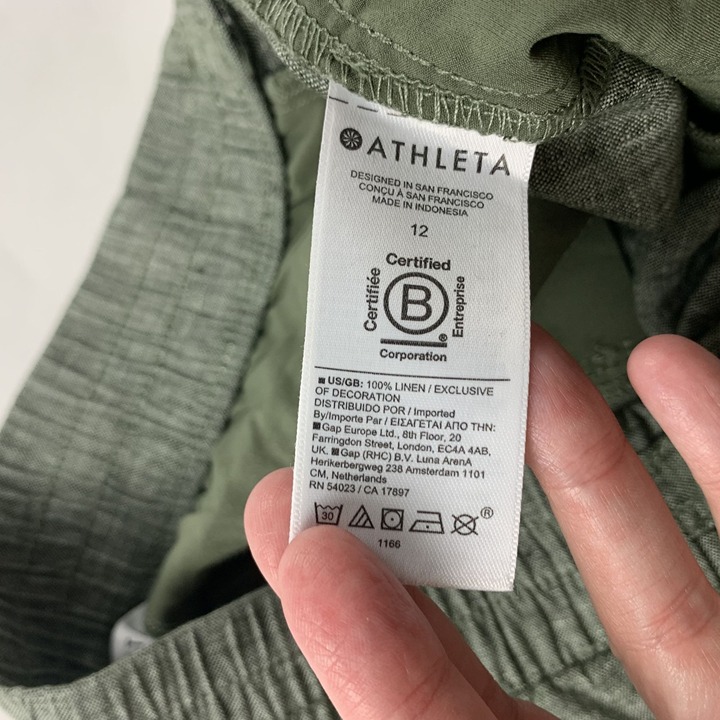 ATHLETA
DESIGNED IN SAN FRANCISCO
CONÇU À SAN FRANCISCO
MADE IN INDONESIA
12
Certified
Certifiée
B
Entreprise
®
Corporation
US/GB: 100% LINEN / EXCLUSIVE
OF DECORATION
DISTRIBUIDO POR / Imported
By/Importe Par / ΕΙΣΑΓΕΤΑΙ ΑΠΟ ΤΗΝ:
Gap Europe Ltd., 8th Floor, 20
Farringdon Street, London, EC4A 4AB,
UK. Gap (RHC) B.V. Luna ArenA
Herikerbergweg 238 Amsterdam 1101
CM, Netherlands
RN 54023 / CA 17897
30
®
1166